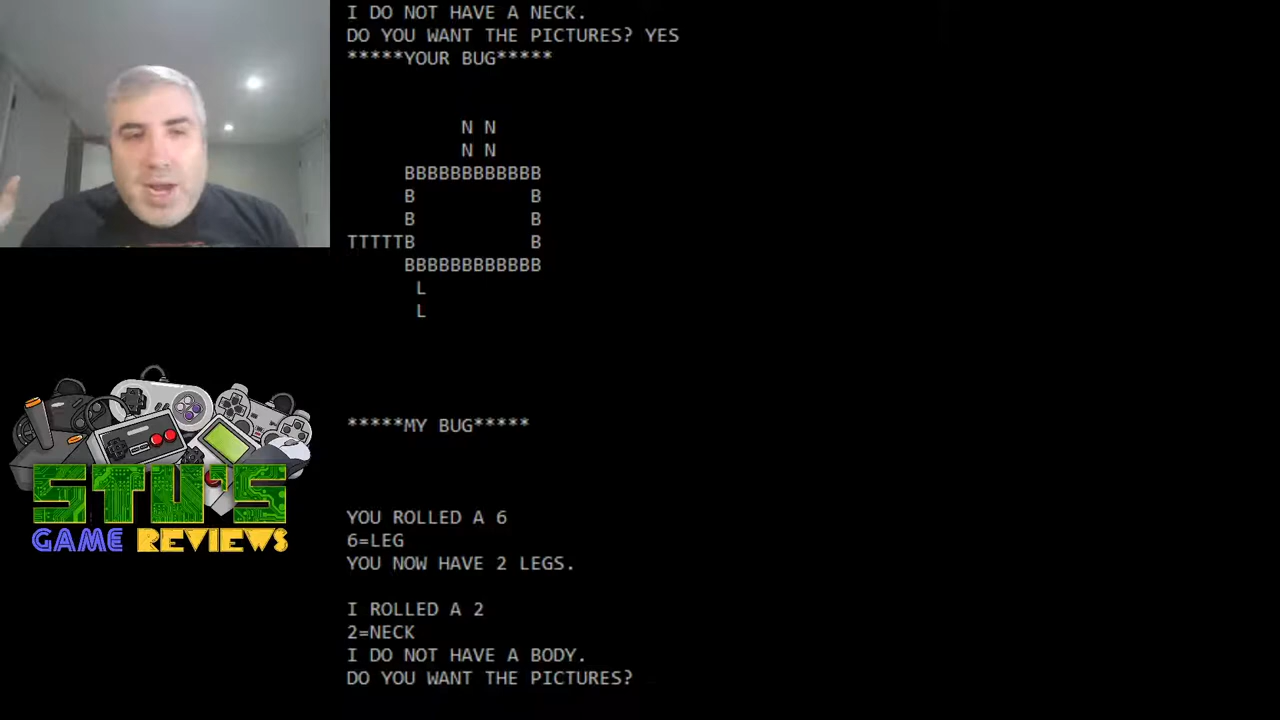 I DO NOT HAVE A NECK.
DO YOU WANT THE PICTURES? YES
*****YOUR BUG*****
N N
N N
BBBBBBBBBBBB
B B
B B
TTTTTB B
BBBBBBBBBBBB
L
L
*****MY BUG*****
YOU ROLLED A 6
6=LEG
YOU NOW HAVE 2 LEGS.
I ROLLED A 2
2=NECK
I DO NOT HAVE A BODY.
DO YOU WANT THE PICTURES?
STU'S
GAME REVIEWS